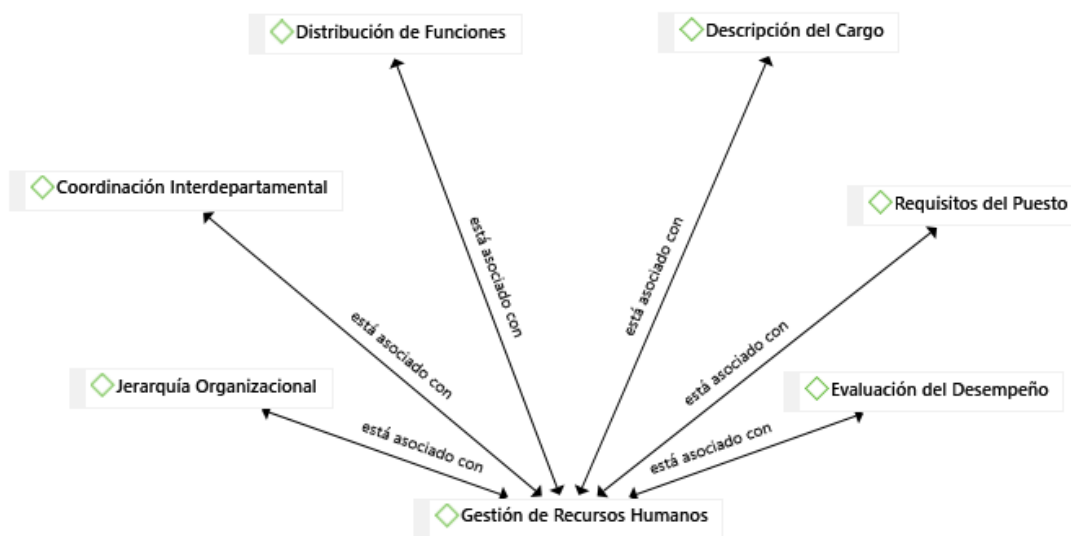 Distribución de Funciones
Descripción del Cargo
Coordinación Interdepartamental
Requisitos del Puesto
está asociado con
está asociado con
está asociado con
está asociado con
Jerarquía Organizacional
Evaluación del Desempeño
está asociado con
está asociado con
Gestión de Recursos Humanos